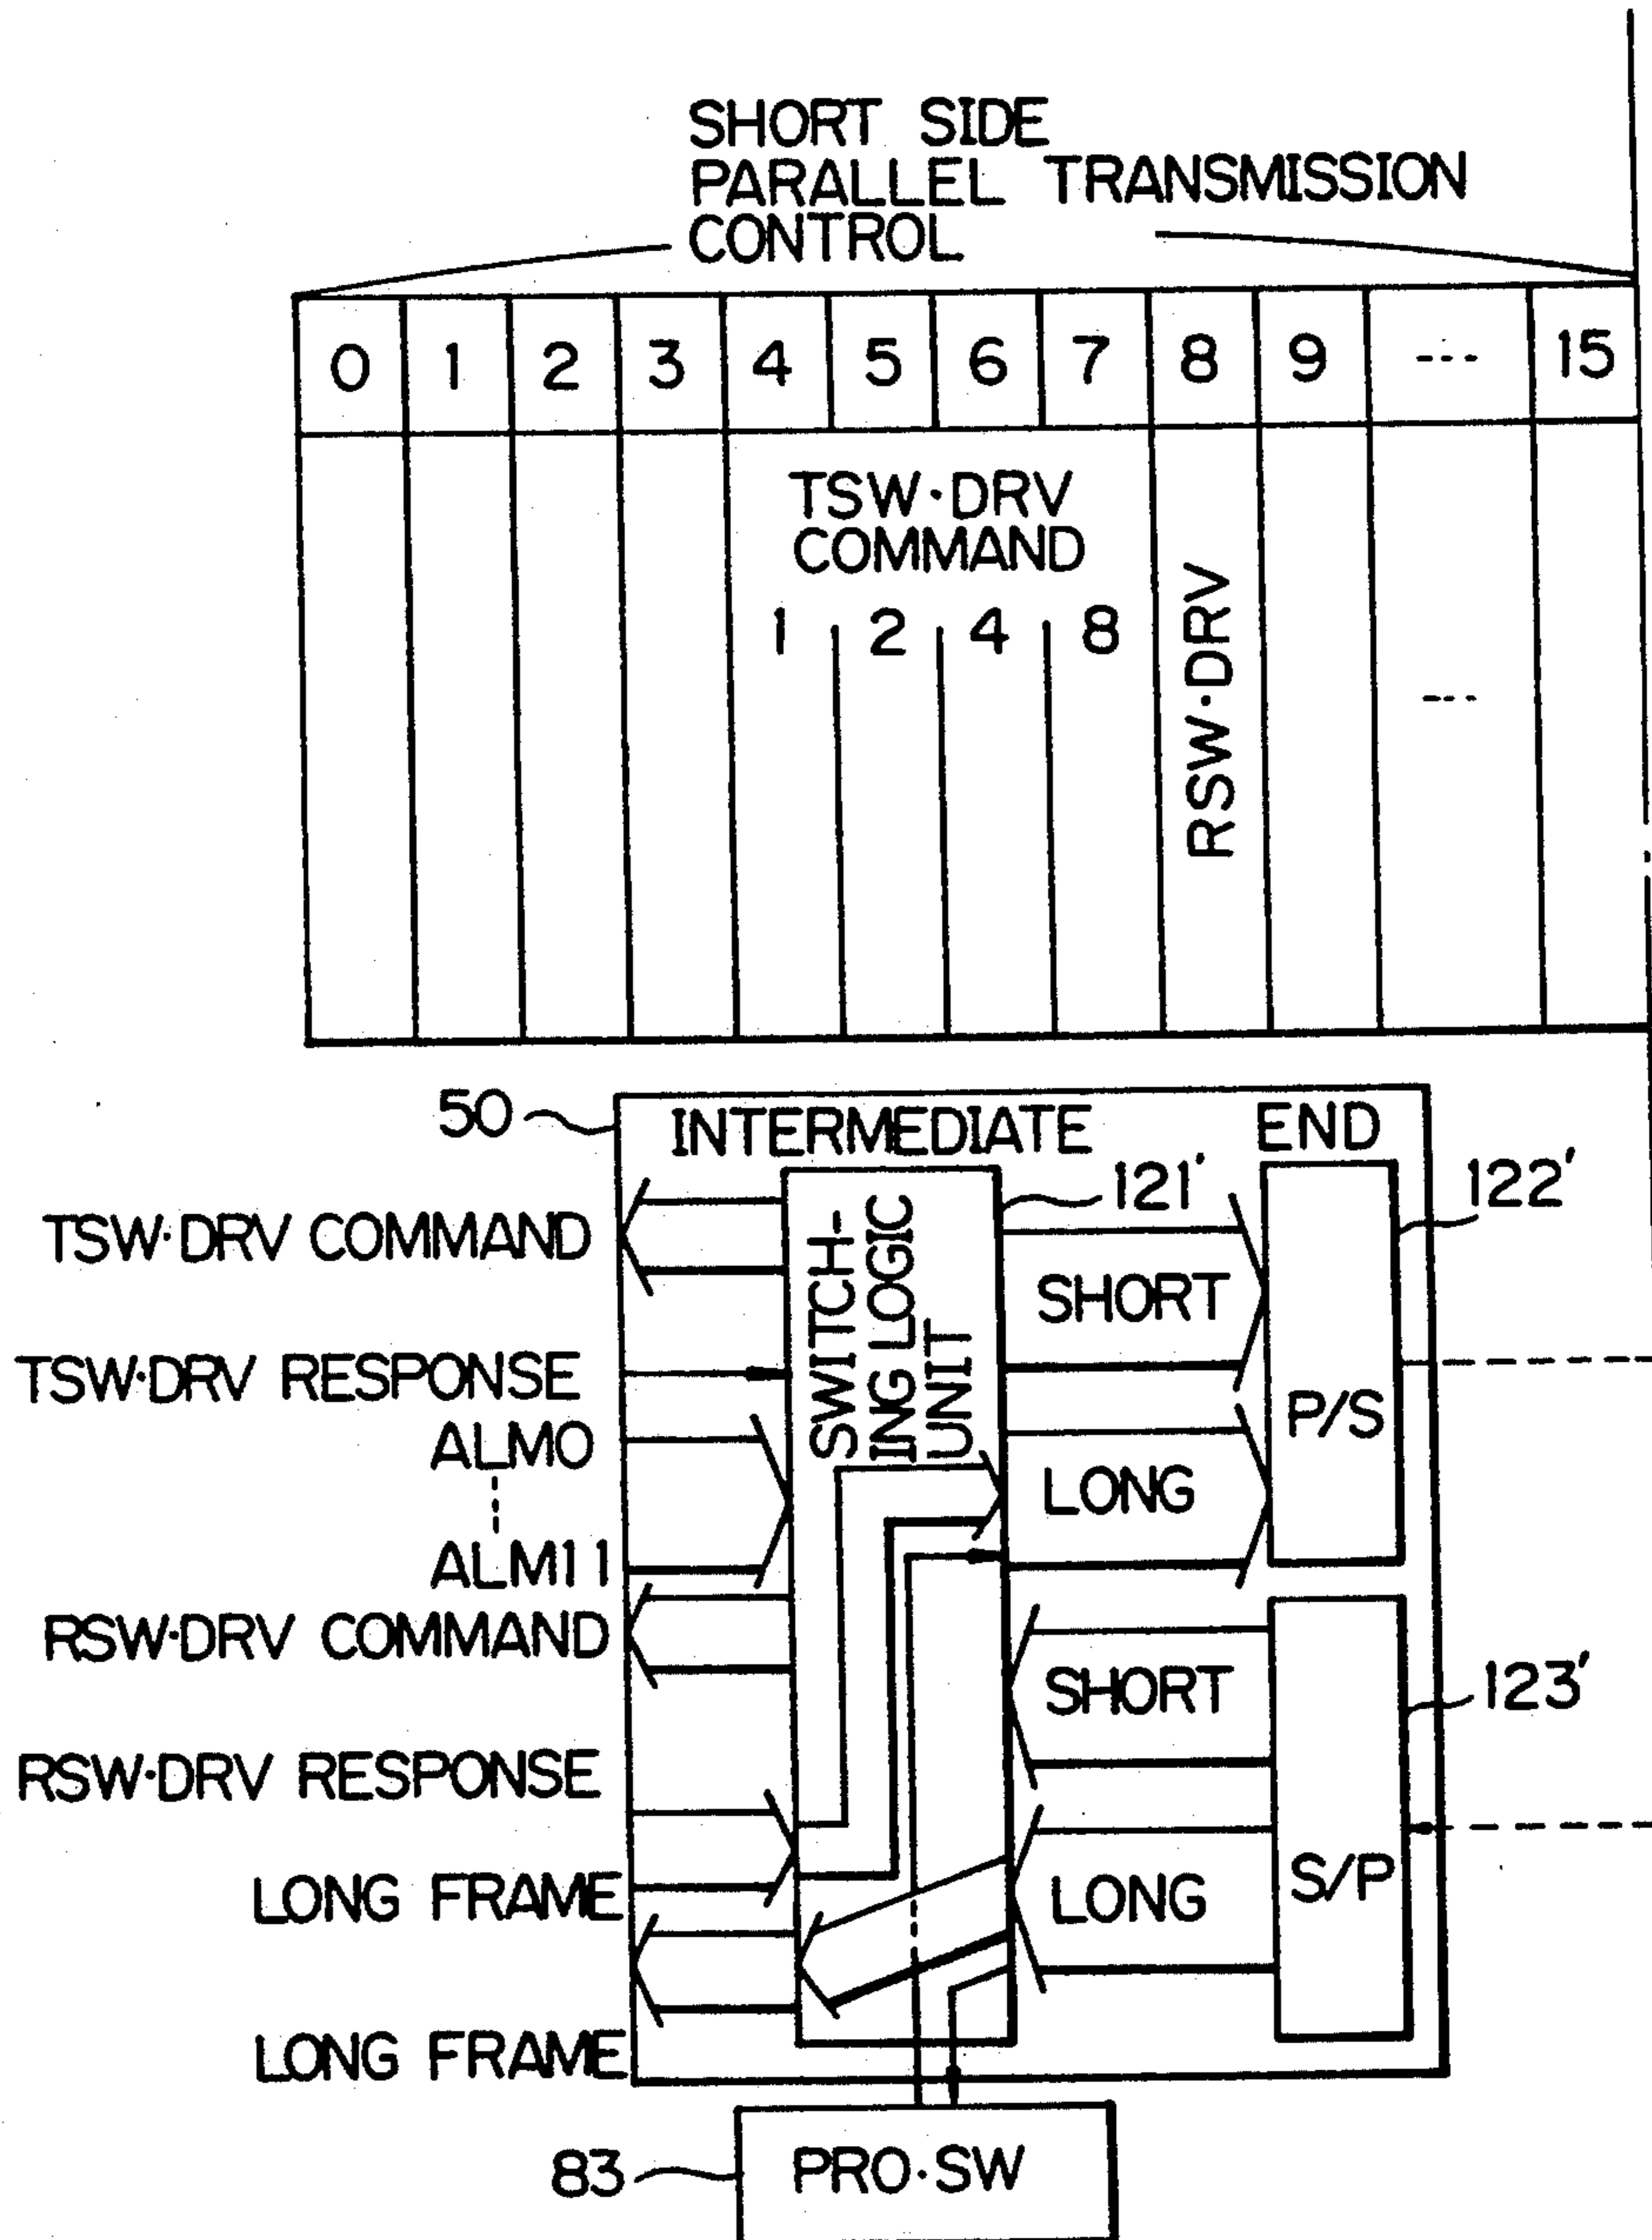 SHORT SIDE
PARALLEL TRANSMISSION
CONTROL
0 1 2 3 4 5 6 7 8 9 --- 15
TSW·DRV
COMMAND
1 2 4 8
RSW·DRV
---
50
INTERMEDIATE
END
121'
122'
TSW·DRV COMMAND
SWITCH-
ING LOGIC
UNIT
SHORT
P/S
TSW·DRV RESPONSE
ALM0
LONG
ALM11
RSW·DRV COMMAND
SHORT
123'
RSW·DRV RESPONSE
LONG
S/P
LONG FRAME
LONG FRAME
83
PRO·SW